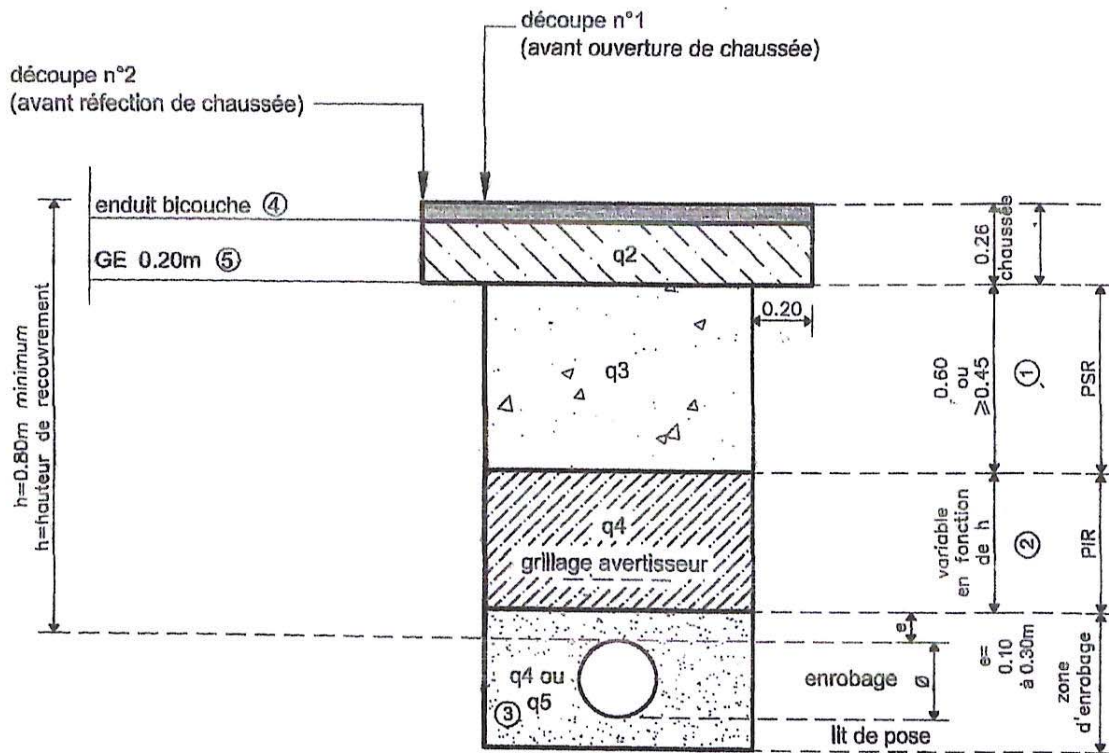 découpe n°1
(avant ouverture de chaussée)
découpe n°2
(avant réfection de chaussée)
enduit bicouche ④
GE 0.20m ⑤
h=0.80m minimum
h=hauteur de recouvrement
q2
0.26
chaussée
0.20
q3
0.60
ou
≥0.45
①
PSR
q4
grillage avertisseur
variable
en fonction
de h
②
PIR
e
q4 ou
q5
③
enrobage
Ø
lit de pose
e=
0.10
à 0.30m
zone
d'enrobage